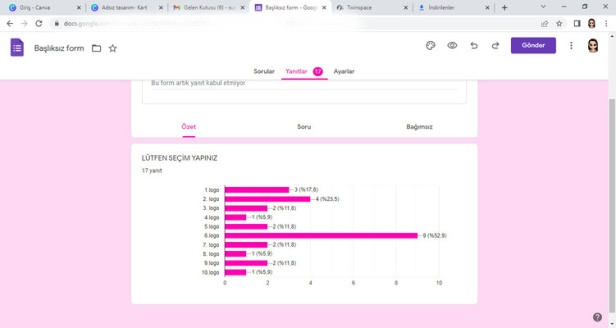 Giriş - Canva
Adsız tasarım- Kart
Gelen Kutusu (6) - su
Başlıksız form - Googl
Twinspace
İndirilenler
docs.google.com
Başlıksız form
Gönder
Sorular
Yanıtlar 17
Ayarlar
Bu form artık yanıt kabul etmiyor
Özet
Soru
Bağımsız
LÜTFEN SEÇİM YAPINIZ
17 yanıt
1.logo 3 (%17,6)
2. logo 4 (%23,5)
3. logo 2 (%11,8)
4.logo 1 (%5,9)
5.logo 2 (%11,8)
6.logo 9 (%52,9)
7. logo 2 (%11,8)
8. logo 1 (%5,9)
9.logo 2 (%11,8)
10.logo 1 (%5,9)
0 2 4 6 8 10